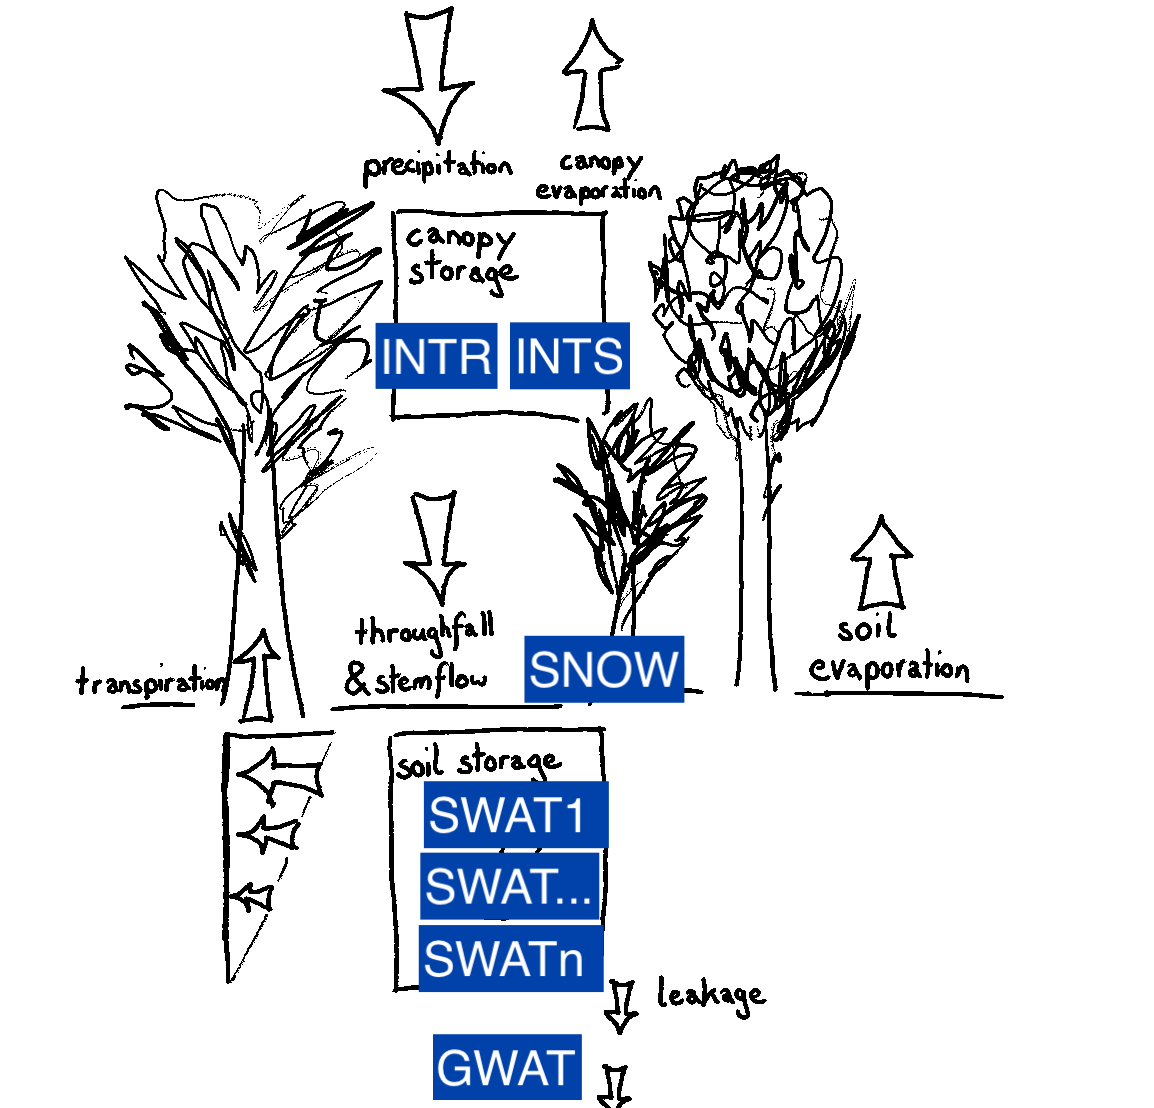 precipitation
canopy
evaporation
canopy
storage
INTR INTS
throughfall
& stemflow
SNOW
transpiration
soil
evaporation
soil storage
SWAT1
SWAT...
SWATn
leakage
GWAT